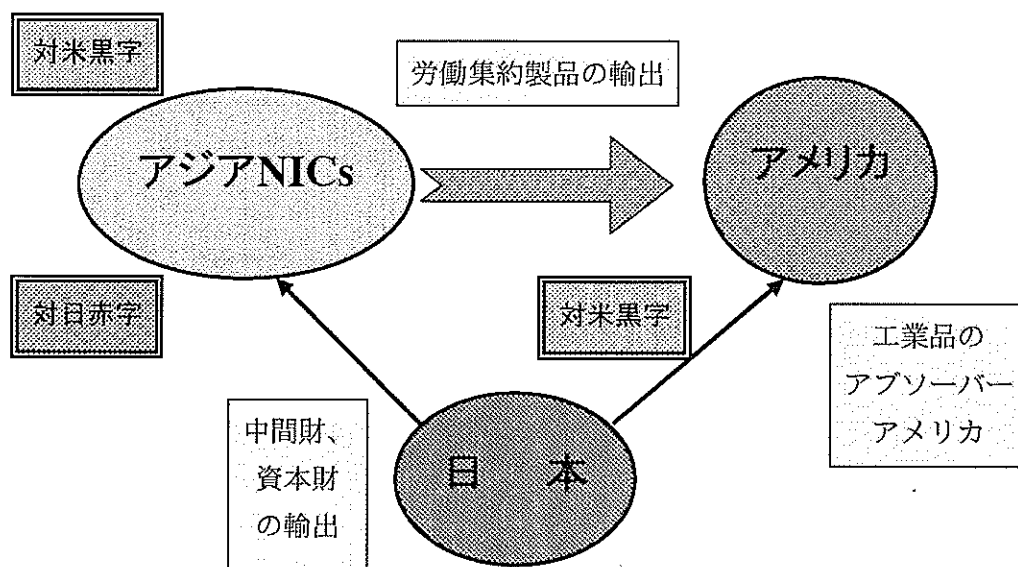 対米黒字
労働集約製品の輸出
アジアNICs
アメリカ
対日赤字
対米黒字
工業品の
アブソーバー
アメリカ
中間財、
資本財
の輸出
日 本